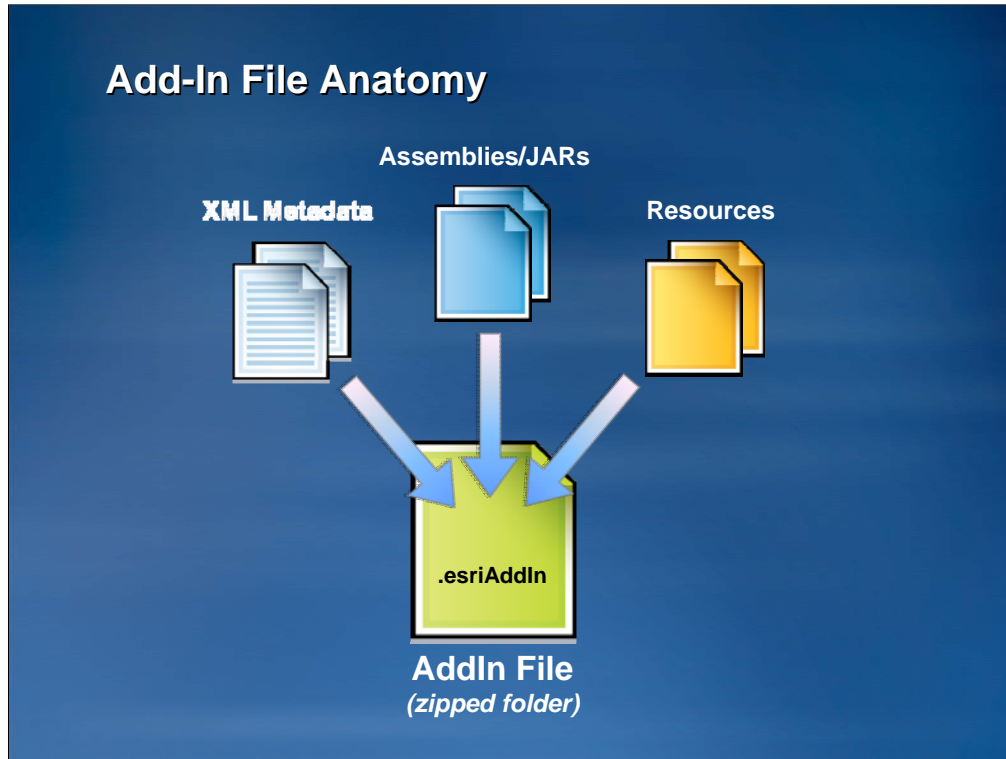 Add-In File Anatomy
Assemblies/JARs
XML Metadata
Resources
.esriAddIn
AddIn File
(zipped folder)